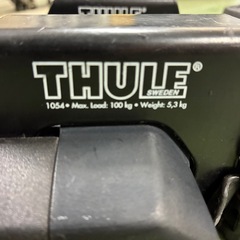 THULE®
SWEDEN
1054 • Max. Load: 100 kg • Weight: 5,3 kg